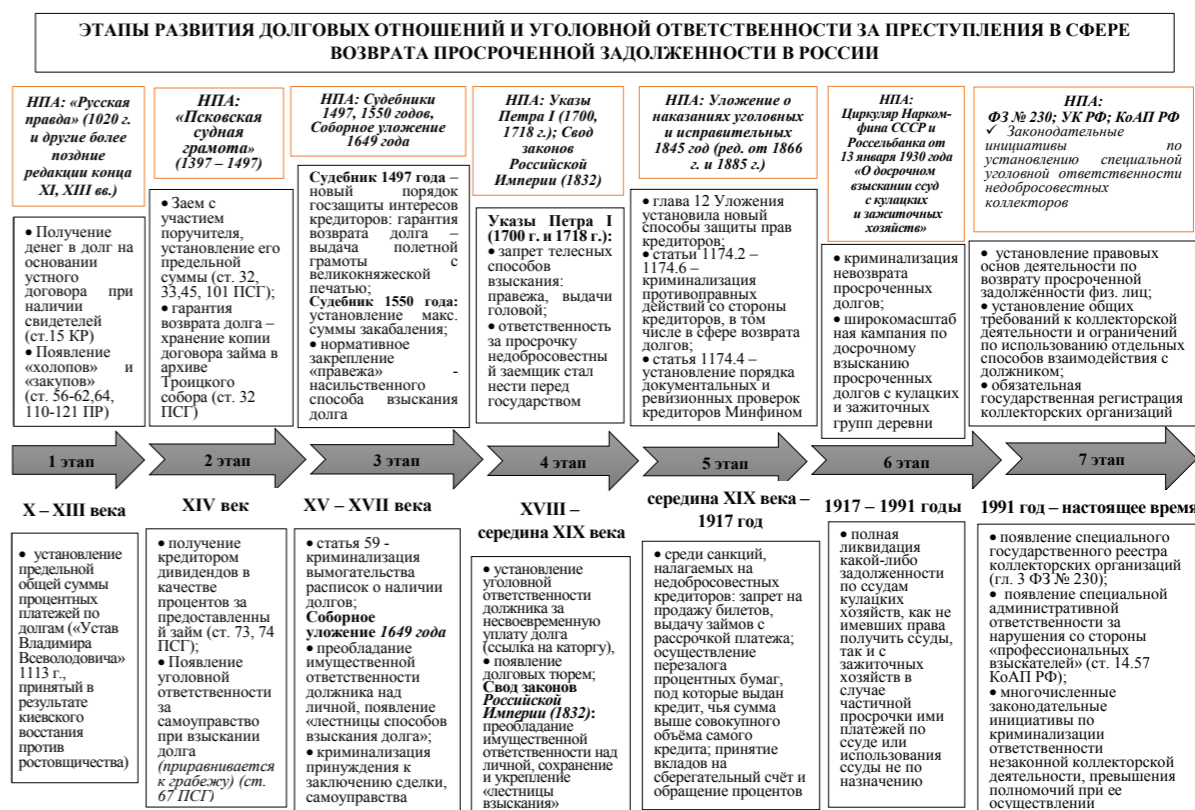 ЭТАПЫ РАЗВИТИЯ ДОЛГОВЫХ ОТНОШЕНИЙ И УГОЛОВНОЙ ОТВЕТСТВЕННОСТИ ЗА ПРЕСТУПЛЕНИЯ В СФЕРЕ
ВОЗВРАТА ПРОСРОЧЕННОЙ ЗАДОЛЖЕННОСТИ В РОССИИ
НПА: «Русская
правда» (1020 г.
и другие более
поздние
редакции конца
XI, XIII вв.)
• Получение
денег в долг на
основании
устного
договора при
наличии
свидетелей
(ст.15 КР)
• Появление
«холопов» и
«закупов»
(ст. 56-62,64,
110-121 ПР)
1 этап
X – XIII века
• установление
предельной
общей суммы
процентных
платежей по
долгам («Устав
Владимира
Всеволодовича»
1113 г.,
принятый в
результате
киевского
восстания
против
ростовщичества)
НПА:
«Псковская
судная
грамота»
(1397 – 1497)
• Заем с
участием
поручителя,
установление его
предельной
суммы (ст. 32,
33,45, 101 ПСГ);
• гарантия
возврата долга –
хранение копии
договора займа в
архиве
Троицкого
собора (ст. 32
ПСГ)
2 этап
XIV век
• получение
кредитором
дивидендов в
качестве
процентов за
предоставленны
й займ (ст. 73, 74
ПСГ);
• Появление
уголовной
ответственности
за
самоуправство
при взыскании
долга
(приравнивается
к грабежу) (ст.
67 ПСГ)
НПА: Судебники
1497, 1550 годов,
Соборное уложение
1649 года
Судебник 1497 года –
новый порядок
госзащиты интересов
кредиторов: гарантия
возврата долга –
выдача полетной
грамоты с
великокняжеской
печатью;
Судебник 1550 года:
установление макс.
суммы закабаления;
• нормативное
закрепление
«правежа» -
насильственного
способа взыскания
долга
3 этап
XV – XVII века
• статья 59 -
криминализация
вымогательства
расписок о наличии
долгов;
Соборное
уложение 1649 года
• преобладание
имущественной
ответственности
должника над
личной, появление
«лестницы способов
взыскания долга»;
• криминализация
принуждения к
заключению сделки,
самоуправства
НПА: Указы
Петра I (1700,
1718 г.); Свод
законов
Российской
Империи (1832)
Указы Петра I
(1700 г. и 1718 г.):
• запрет телесных
способов
взыскания:
правежа, выдачи
головой;
• ответственность
за просрочку
недобросовестны
й заемщик стал
нести перед
государством
4 этап
XVIII –
середина XIX века
• установление
уголовной
ответственности
должника за
несвоевременную
уплату долга
(ссылка на каторгу),
• появление
долговых тюрем;
Свод законов
Российской
Империи (1832):
преобладание
имущественной
ответственности над
личной, сохранение
и укрепление
«лестницы
взыскания»
НПА: Уложение о
наказаниях уголовных
и исправительных
1845 год (ред. от 1866
г. и 1885 г.)
• глава 12 Уложения
установила новый
способы защиты прав
кредиторов;
• статьи 1174.2 –
1174.6 –
криминализация
противоправных
действий со стороны
кредиторов, в том
числе в сфере возврата
долгов;
• статья 1174.4 –
установление порядка
документальных и
ревизионных проверок
кредиторов Минфином
5 этап
середина XIX века –
1917 год
• среди санкций,
налагаемых на
недобросовестных
кредиторов: запрет на
продажу билетов,
выдачу займов с
рассрочкой платежа;
осуществление
перезалога
процентных бумаг,
под которые выдан
кредит, чья сумма
выше совокупного
объёма самого
кредита; принятие
вкладов на
сберегательный счёт и
обращение процентов
НПА:
Циркуляр Нарком-
фина СССР и
Россельбанка от
13 января 1930 года
«О досрочном
взыскании ссуд
с кулацких
и зажиточных
хозяйств»
• криминализация
невозврата
просроченных
долгов;
• широкомасштаб
ная кампания по
досрочному
взысканию
просроченных
долгов с кулацких
и зажиточных
групп деревни
6 этап
1917 – 1991 годы
• полная
ликвидация
какой-либо
задолженности
по ссудам
кулацких
хозяйств, как не
имевших права
получить ссуды,
так и с
зажиточных
хозяйств в
случае
частичной
просрочки ими
платежей по
ссуде или
использования
ссуды не по
назначению
НПА:
ФЗ № 230; УК РФ; КоАП РФ
✓ Законодательные
инициативы по
установлению специальной
уголовной ответственности
недобросовестных
коллекторов
• установление правовых
основ деятельности по
возврату просроченной
задолженности физ. лиц;
• установление общих
требований к коллекторской
деятельности и ограничений
по использованию отдельных
способов взаимодействия с
должником;
• обязательная
государственная регистрация
коллекторских организаций
7 этап
1991 год – настоящее время
• появление специального
государственного реестра
коллекторских организаций
(гл. 3 ФЗ № 230);
• появление специальной
административной
ответственности за
нарушения со стороны
«профессиональных
взыскателей» (ст. 14.57
КоАП РФ);
• многочисленные
законодательные
инициативы по
криминализации
ответственности
незаконной коллекторской
деятельности, превышения
полномочий при ее
осуществлении